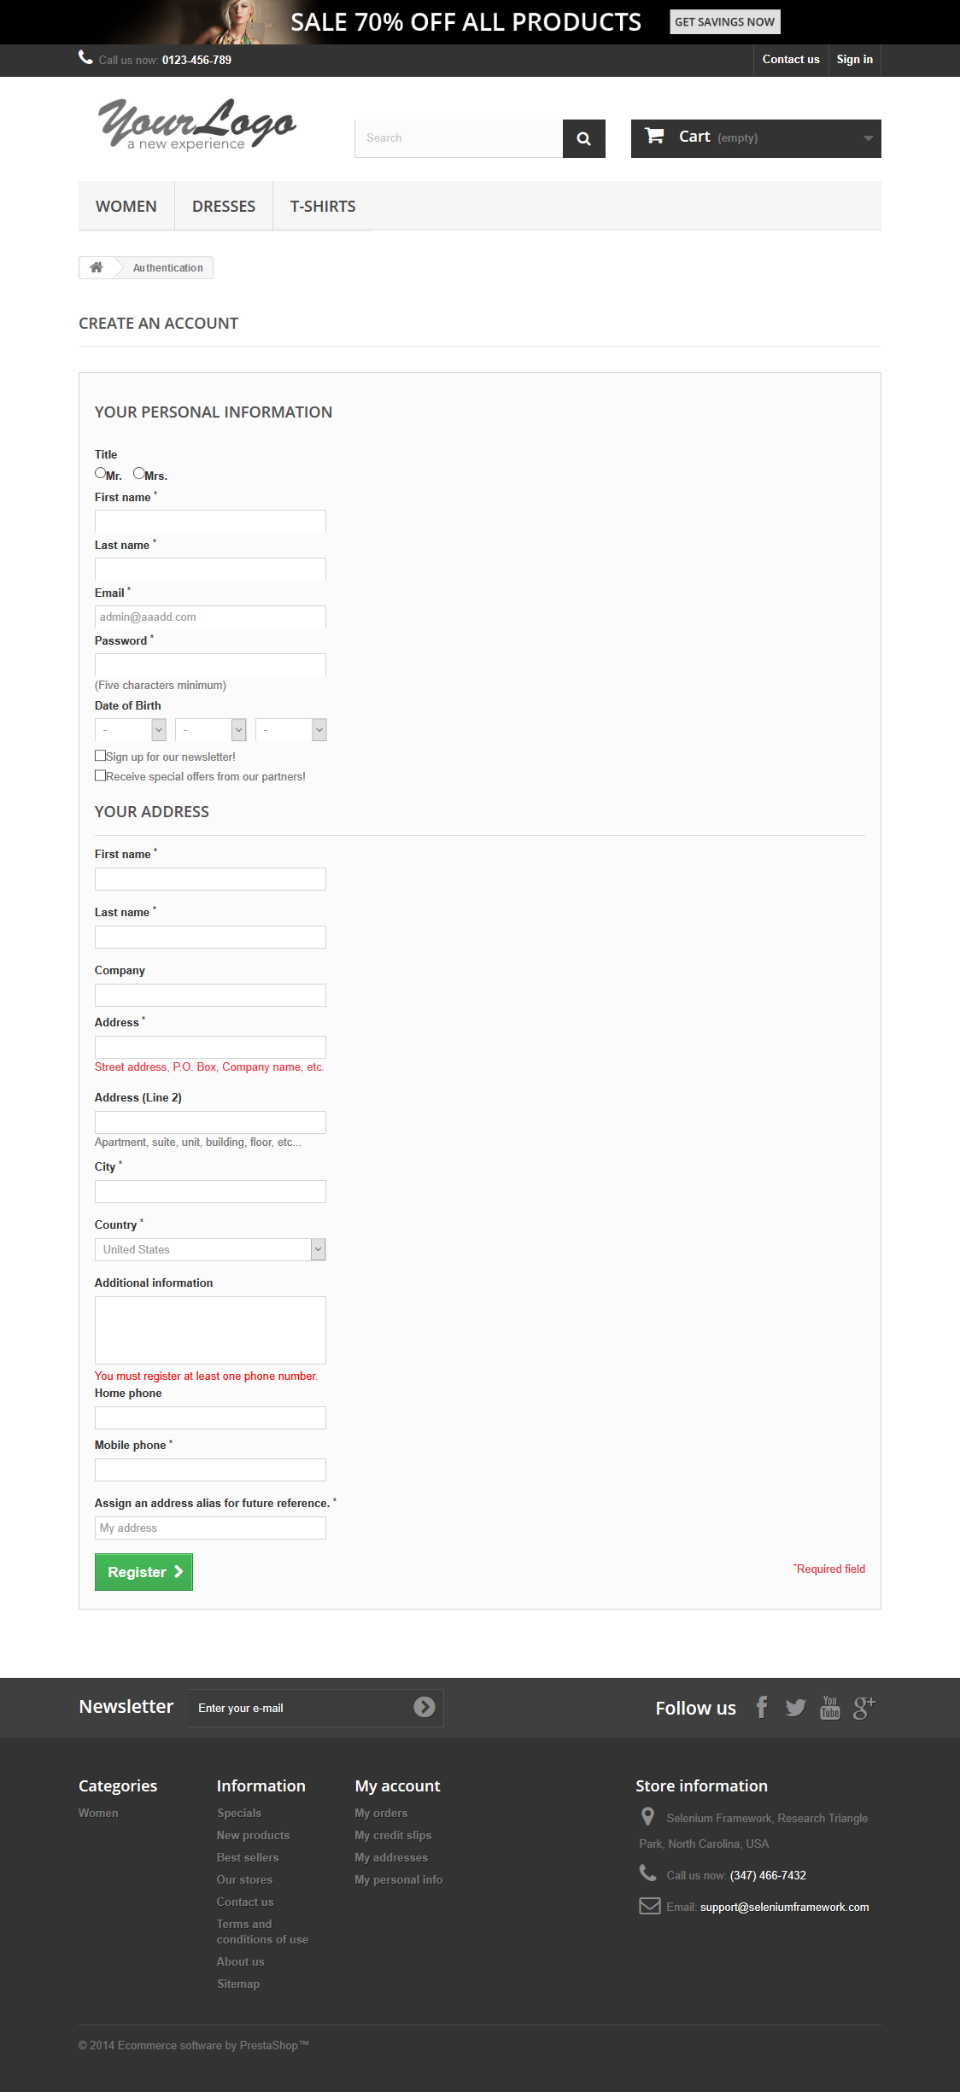 SALE 70% OFF ALL PRODUCTS GET SAVINGS NOW
Call us now: 0123-456-789 Contact us Sign in
YourLogo
a new experience
Search
Cart (empty)
WOMEN DRESSES T-SHIRTS
Authentication
CREATE AN ACCOUNT
YOUR PERSONAL INFORMATION
Title
Mr. Mrs.
First name *
Last name *
Email *
admin@aaadd.com
Password *
(Five characters minimum)
Date of Birth
- - -
Sign up for our newsletter!
Receive special offers from our partners!
YOUR ADDRESS
First name *
Last name *
Company
Address *
Street address, P.O. Box, Company name, etc.
Address (Line 2)
Apartment, suite, unit, building, floor, etc...
City *
Country *
United States
Additional information
You must register at least one phone number.
Home phone
Mobile phone *
Assign an address alias for future reference. *
My address
Register
*Required field
Newsletter Enter your e-mail Follow us f You Tube g+
Categories
Women
Information
Specials
New products
Best sellers
Our stores
Contact us
Terms and
conditions of use
About us
Sitemap
My account
My orders
My credit slips
My addresses
My personal info
Store information
Selenium Framework, Research Triangle
Park, North Carolina, USA
Call us now: (347) 466-7432
Email: support@seleniumframework.com
© 2014 Ecommerce software by PrestaShop™